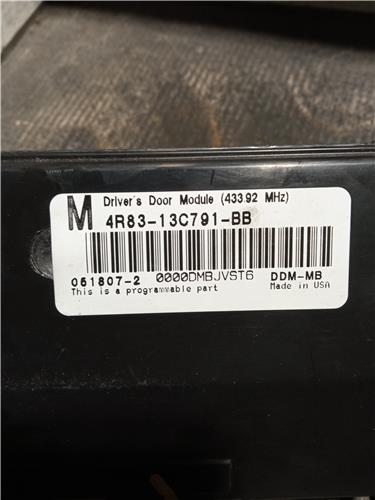 Driver's Door Module (433.92 MHz)
M 4R83-13C791-BB
051807-2 0000DMBJVST6 DDM-MB
This is a programmable part Made in USA